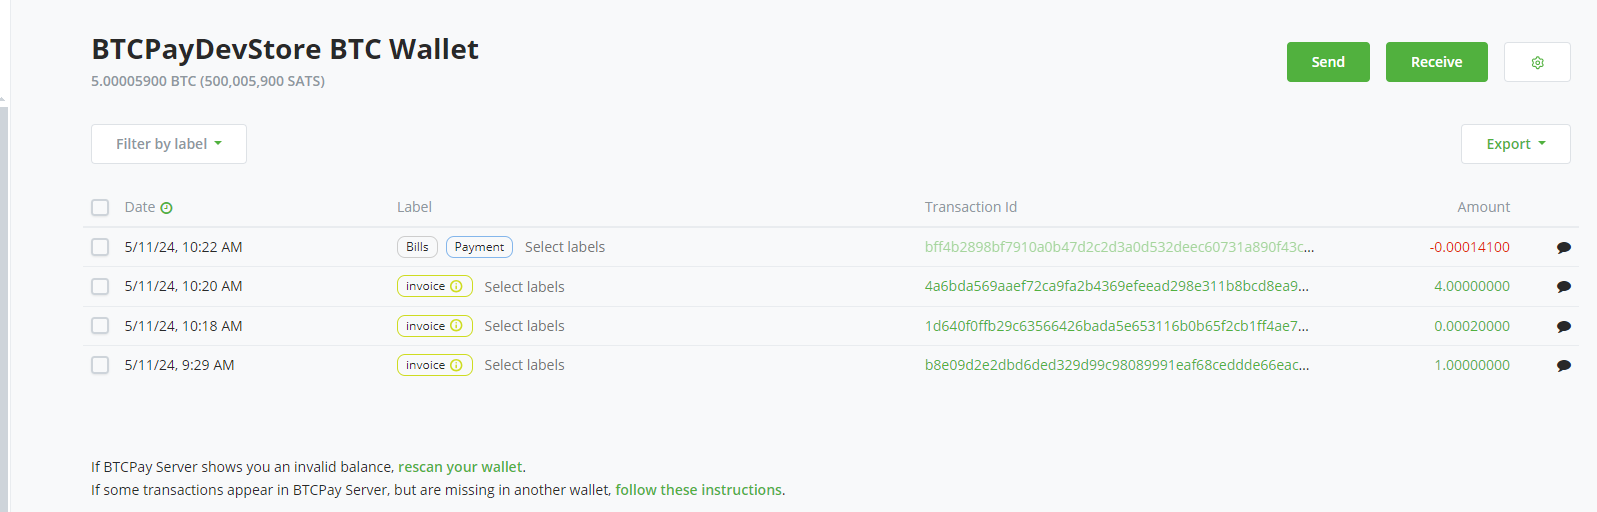 BTCPayDevStore BTC Wallet
5.00005900 BTC (500,005,900 SATS)
Send Receive
Filter by label Export
Date Label Transaction Id Amount
5/11/24, 10:22 AM Bills Payment Select labels bff4b2898bf7910a0b47d2c2d3a0d532deec60731a890f43c... -0.00014100
5/11/24, 10:20 AM invoice Select labels 4a6bda569aaef72ca9fa2b4369efeead298e311b8bcd8ea9... 4.00000000
5/11/24, 10:18 AM invoice Select labels 1d640f0ffb29c63566426bada5e653116b0b65f2cb1ff4ae7... 0.00020000
5/11/24, 9:29 AM invoice Select labels b8e09d2e2dbd6ded329d99c98089991eaf68ceddde66eac... 1.00000000
If BTCPay Server shows you an invalid balance, rescan your wallet.
If some transactions appear in BTCPay Server, but are missing in another wallet, follow these instructions.